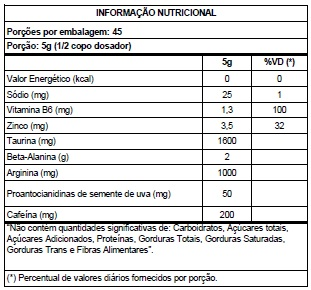 INFORMAÇÃO NUTRICIONAL
Porções por embalagem: 45
Porção: 5g (1/2 copo dosador)
5g %VD (*)
Valor Energético (kcal) 0 0
Sódio (mg) 25 1
Vitamina B6 (mg) 1,3 100
Zinco (mg) 3,5 32
Taurina (mg) 1600
Beta-Alanina (g) 2
Arginina (mg) 1000
Proantocianidinas de semente de uva (mg) 50
Cafeína (mg) 200
"Não contém quantidades significativas de: Carboidratos, Açúcares totais,
Açúcares Adicionados, Proteínas, Gorduras Totais, Gorduras Saturadas,
Gorduras Trans e Fibras Alimentares".
(*) Percentual de valores diários fornecidos por porção.